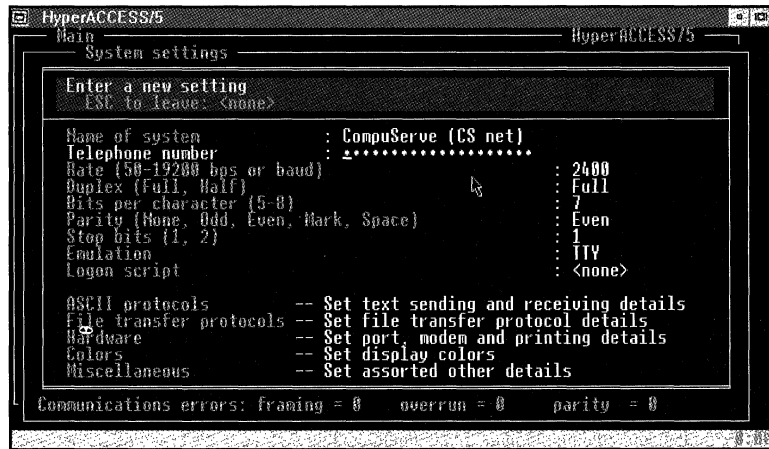 HyperACCESS/5
Main HyperACCESS/5
System settings
Enter a new setting
ESC to leave: <none>
Name of system : CompuServe (CS net)
Telephone number :
Rate (50-19200 bps or baud) : 2400
Duplex (Full, Half) : Full
Bits per character (5-8) : 7
Parity (None, Odd, Even, Mark, Space) : Even
Stop bits (1, 2) : 1
Emulation : TTY
Logon script : <none>
ASCII protocols -- Set text sending and receiving details
File transfer protocols -- Set file transfer protocol details
Hardware -- Set port, modem and printing details
Colors -- Set display colors
Miscellaneous -- Set assorted other details
Communications errors: framing = 0 overrun = 0 parity = 0